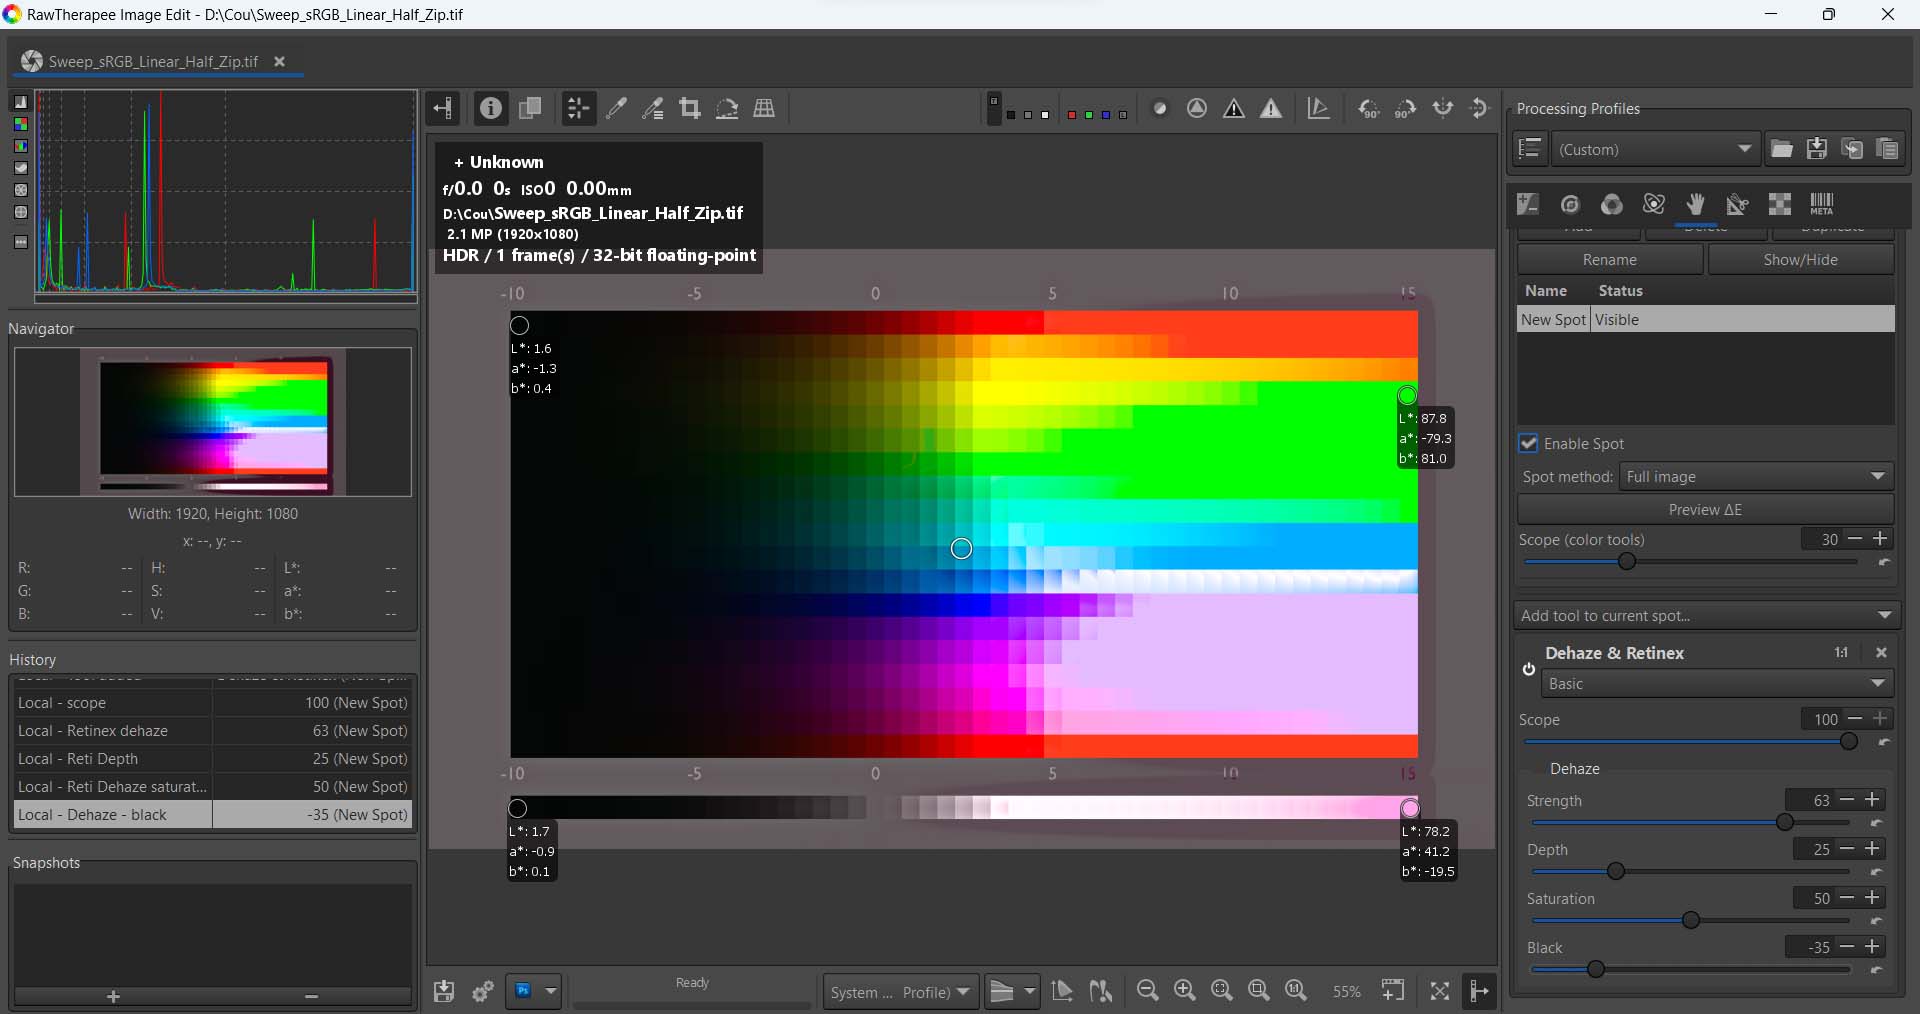 RawTherapee Image Edit - D:\Cou\Sweep_sRGB_Linear_Half_Zip.tif
Sweep_sRGB_Linear_Half_Zip.tif
+ Unknown
f/0.0 0s ISO0 0.00mm
D:\Cou\Sweep_sRGB_Linear_Half_Zip.tif
2.1 MP (1920x1080)
HDR / 1 frame(s) / 32-bit floating-point
-10 -5 0 5 10 15
L*: 1.6
a*: -1.3
b*: 0.4
L*: 87.8
a*: -79.3
b*: 81.0
-10 -5 0 5 10 15
L*: 1.7
a*: -0.9
b*: 0.1
L*: 78.2
a*: 41.2
b*: -19.5
Navigator
Width: 1920, Height: 1080
x: --, y: --
R: -- H: -- L*: --
G: -- S: -- a*: --
B: -- V: -- b*: --
History
Local - scope 100 (New Spot)
Local - Retinex dehaze 63 (New Spot)
Local - Reti Depth 25 (New Spot)
Local - Reti Dehaze saturat... 50 (New Spot)
Local - Dehaze - black -35 (New Spot)
Snapshots
Ps
Ready
System ... Profile)
55%
Processing Profiles
(Custom)
META
Add Delete Duplicate
Rename Show/Hide
Name Status
New Spot Visible
Enable Spot
Spot method: Full image
Preview ΔE
Scope (color tools) 30
Add tool to current spot...
Dehaze & Retinex 1:1
Basic
Scope 100
Dehaze
Strength 63
Depth 25
Saturation 50
Black -35